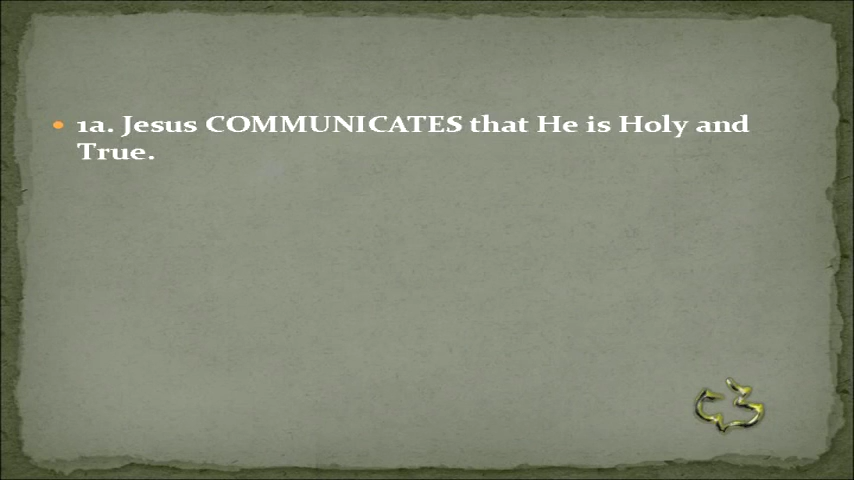 • 1a. Jesus COMMUNICATES that He is Holy and
True.